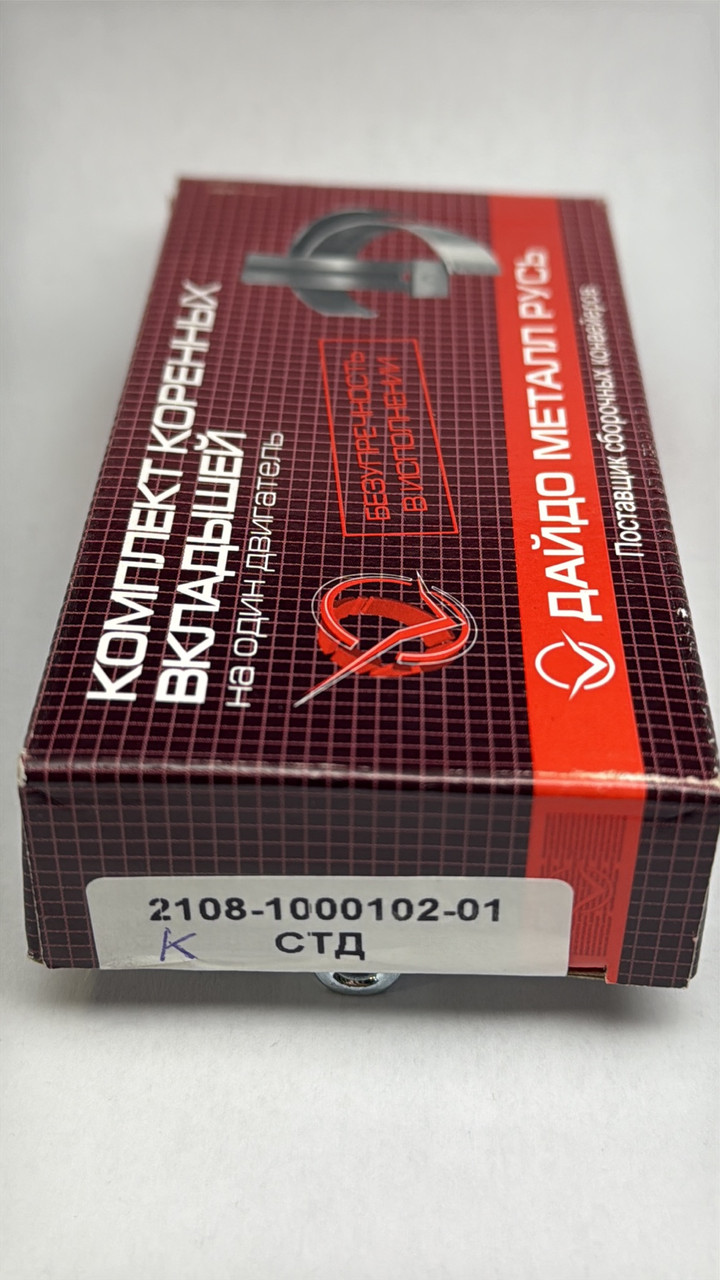 КОМПЛЕКТ КОРЕННЫХ
ВКЛАДЫШЕЙ
на один двигатель
БЕЗУПРЕЧНОСТЬ
В ИСПОЛНЕНИИ
ДАЙДО МЕТАЛЛ РУСЬ
Поставщик сборочных конвейеров
2108-1000102-01
К СТД